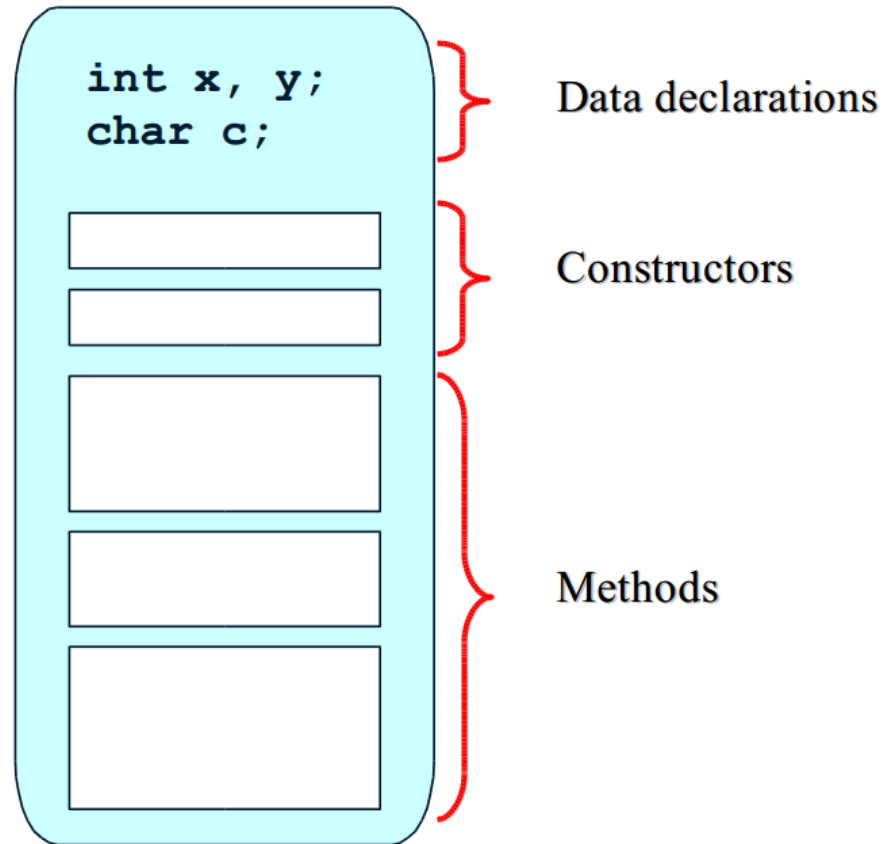 int x, y;
char c;
Data declarations
Constructors
Methods